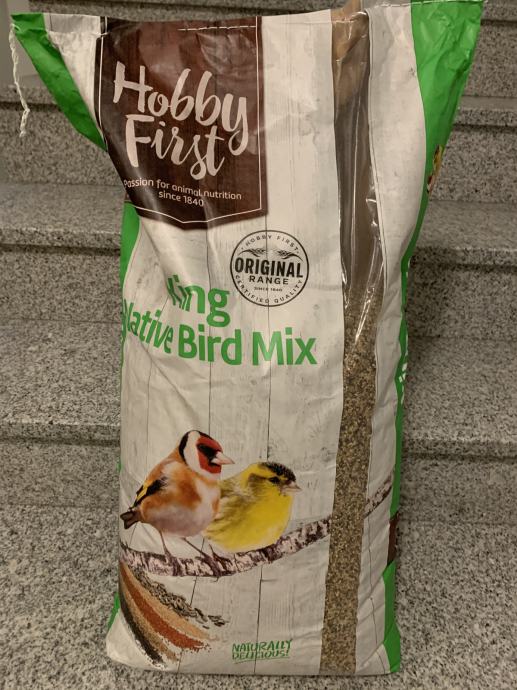 Hobby
First
Passion for animal nutrition
since 1840
HOBBY FIRST
ORIGINAL
RANGE
SINCE 1840
CERTIFIED QUALITY
King
Native Bird Mix
NATURALLY
DELICIOUS!